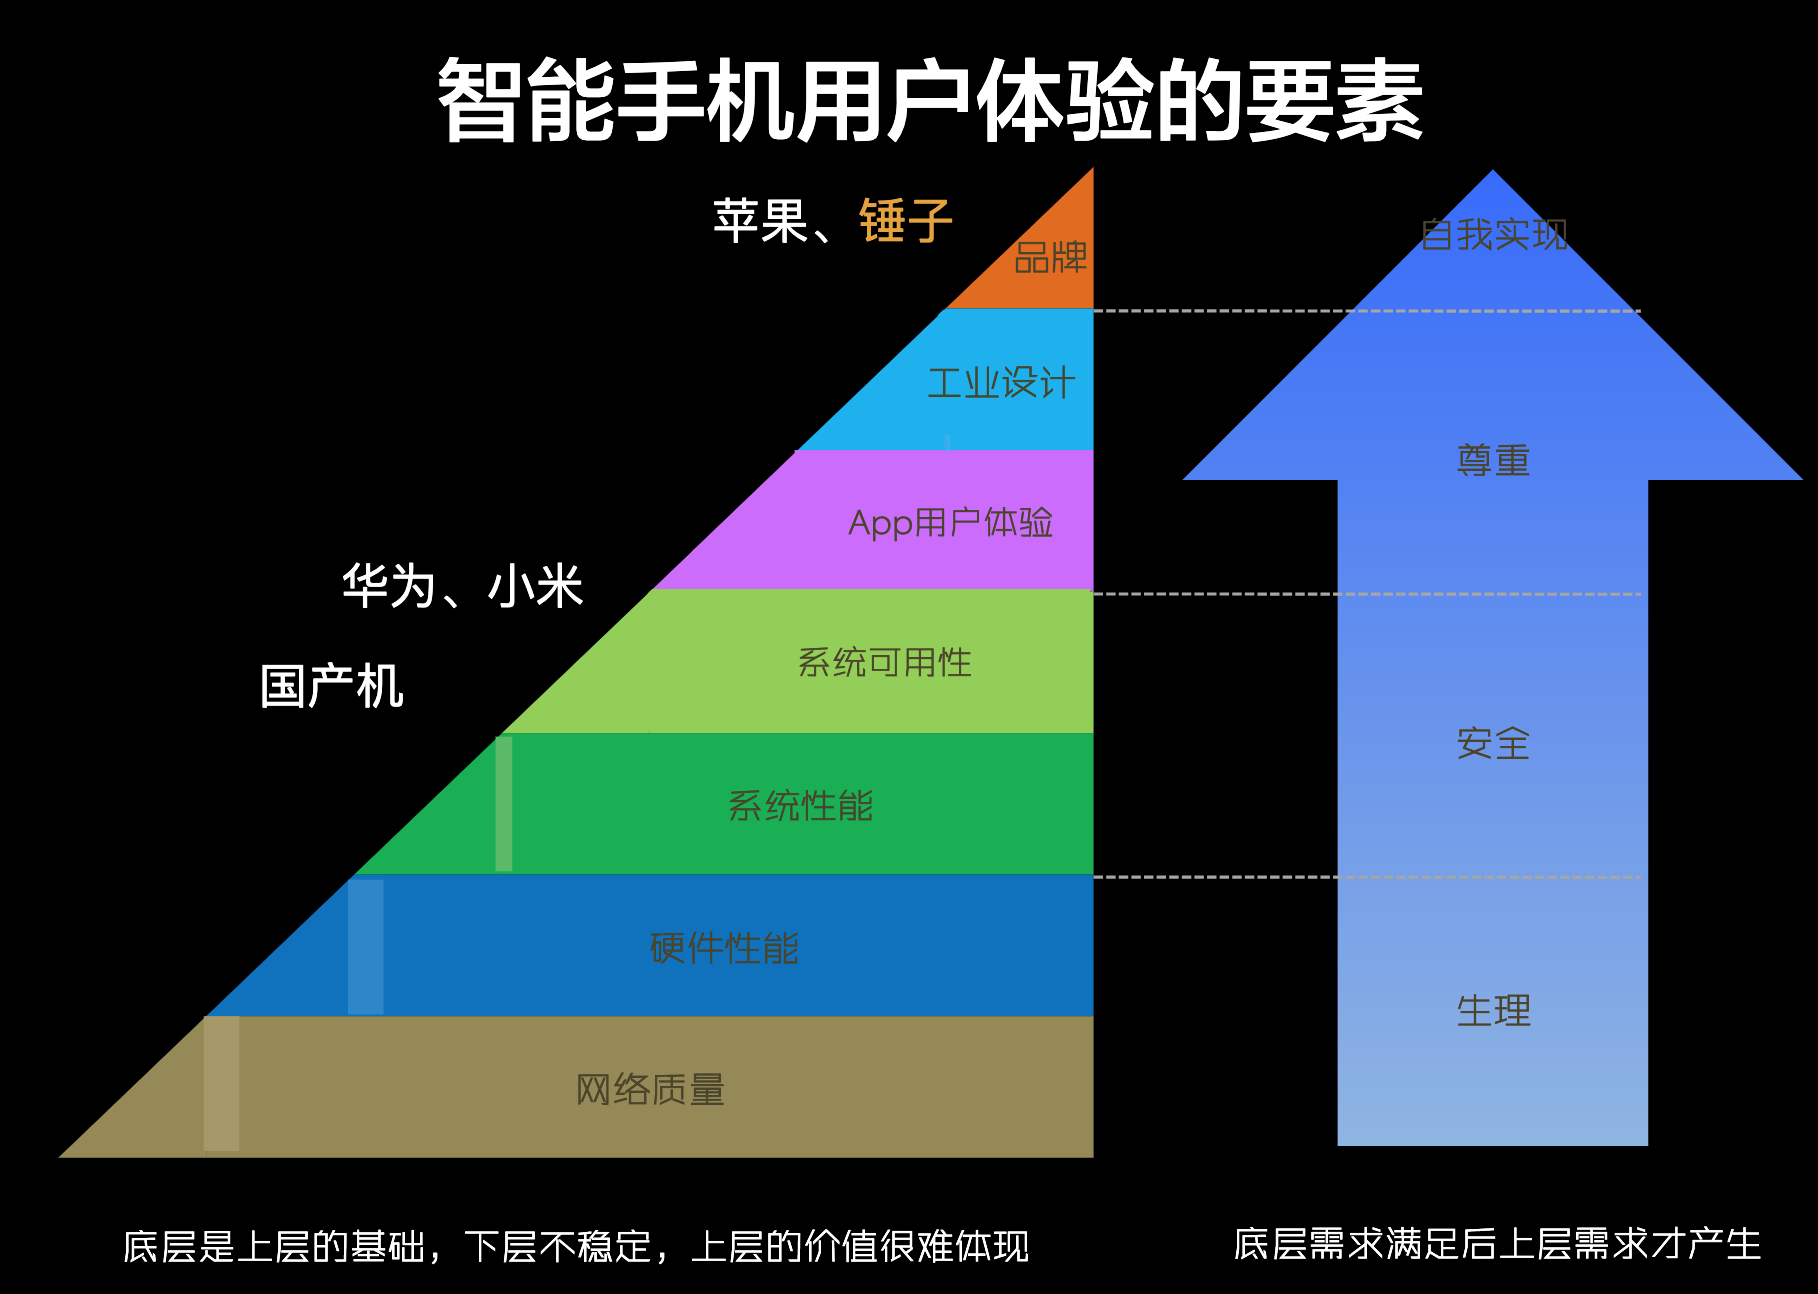 智能手机用户体验的要素
苹果、锤子
品牌
自我实现
工业设计
尊重
App用户体验
华为、小米
系统可用性
国产机
安全
系统性能
硬件性能
生理
网络质量
底层是上层的基础，下层不稳定，上层的价值很难体现
底层需求满足后上层需求才产生